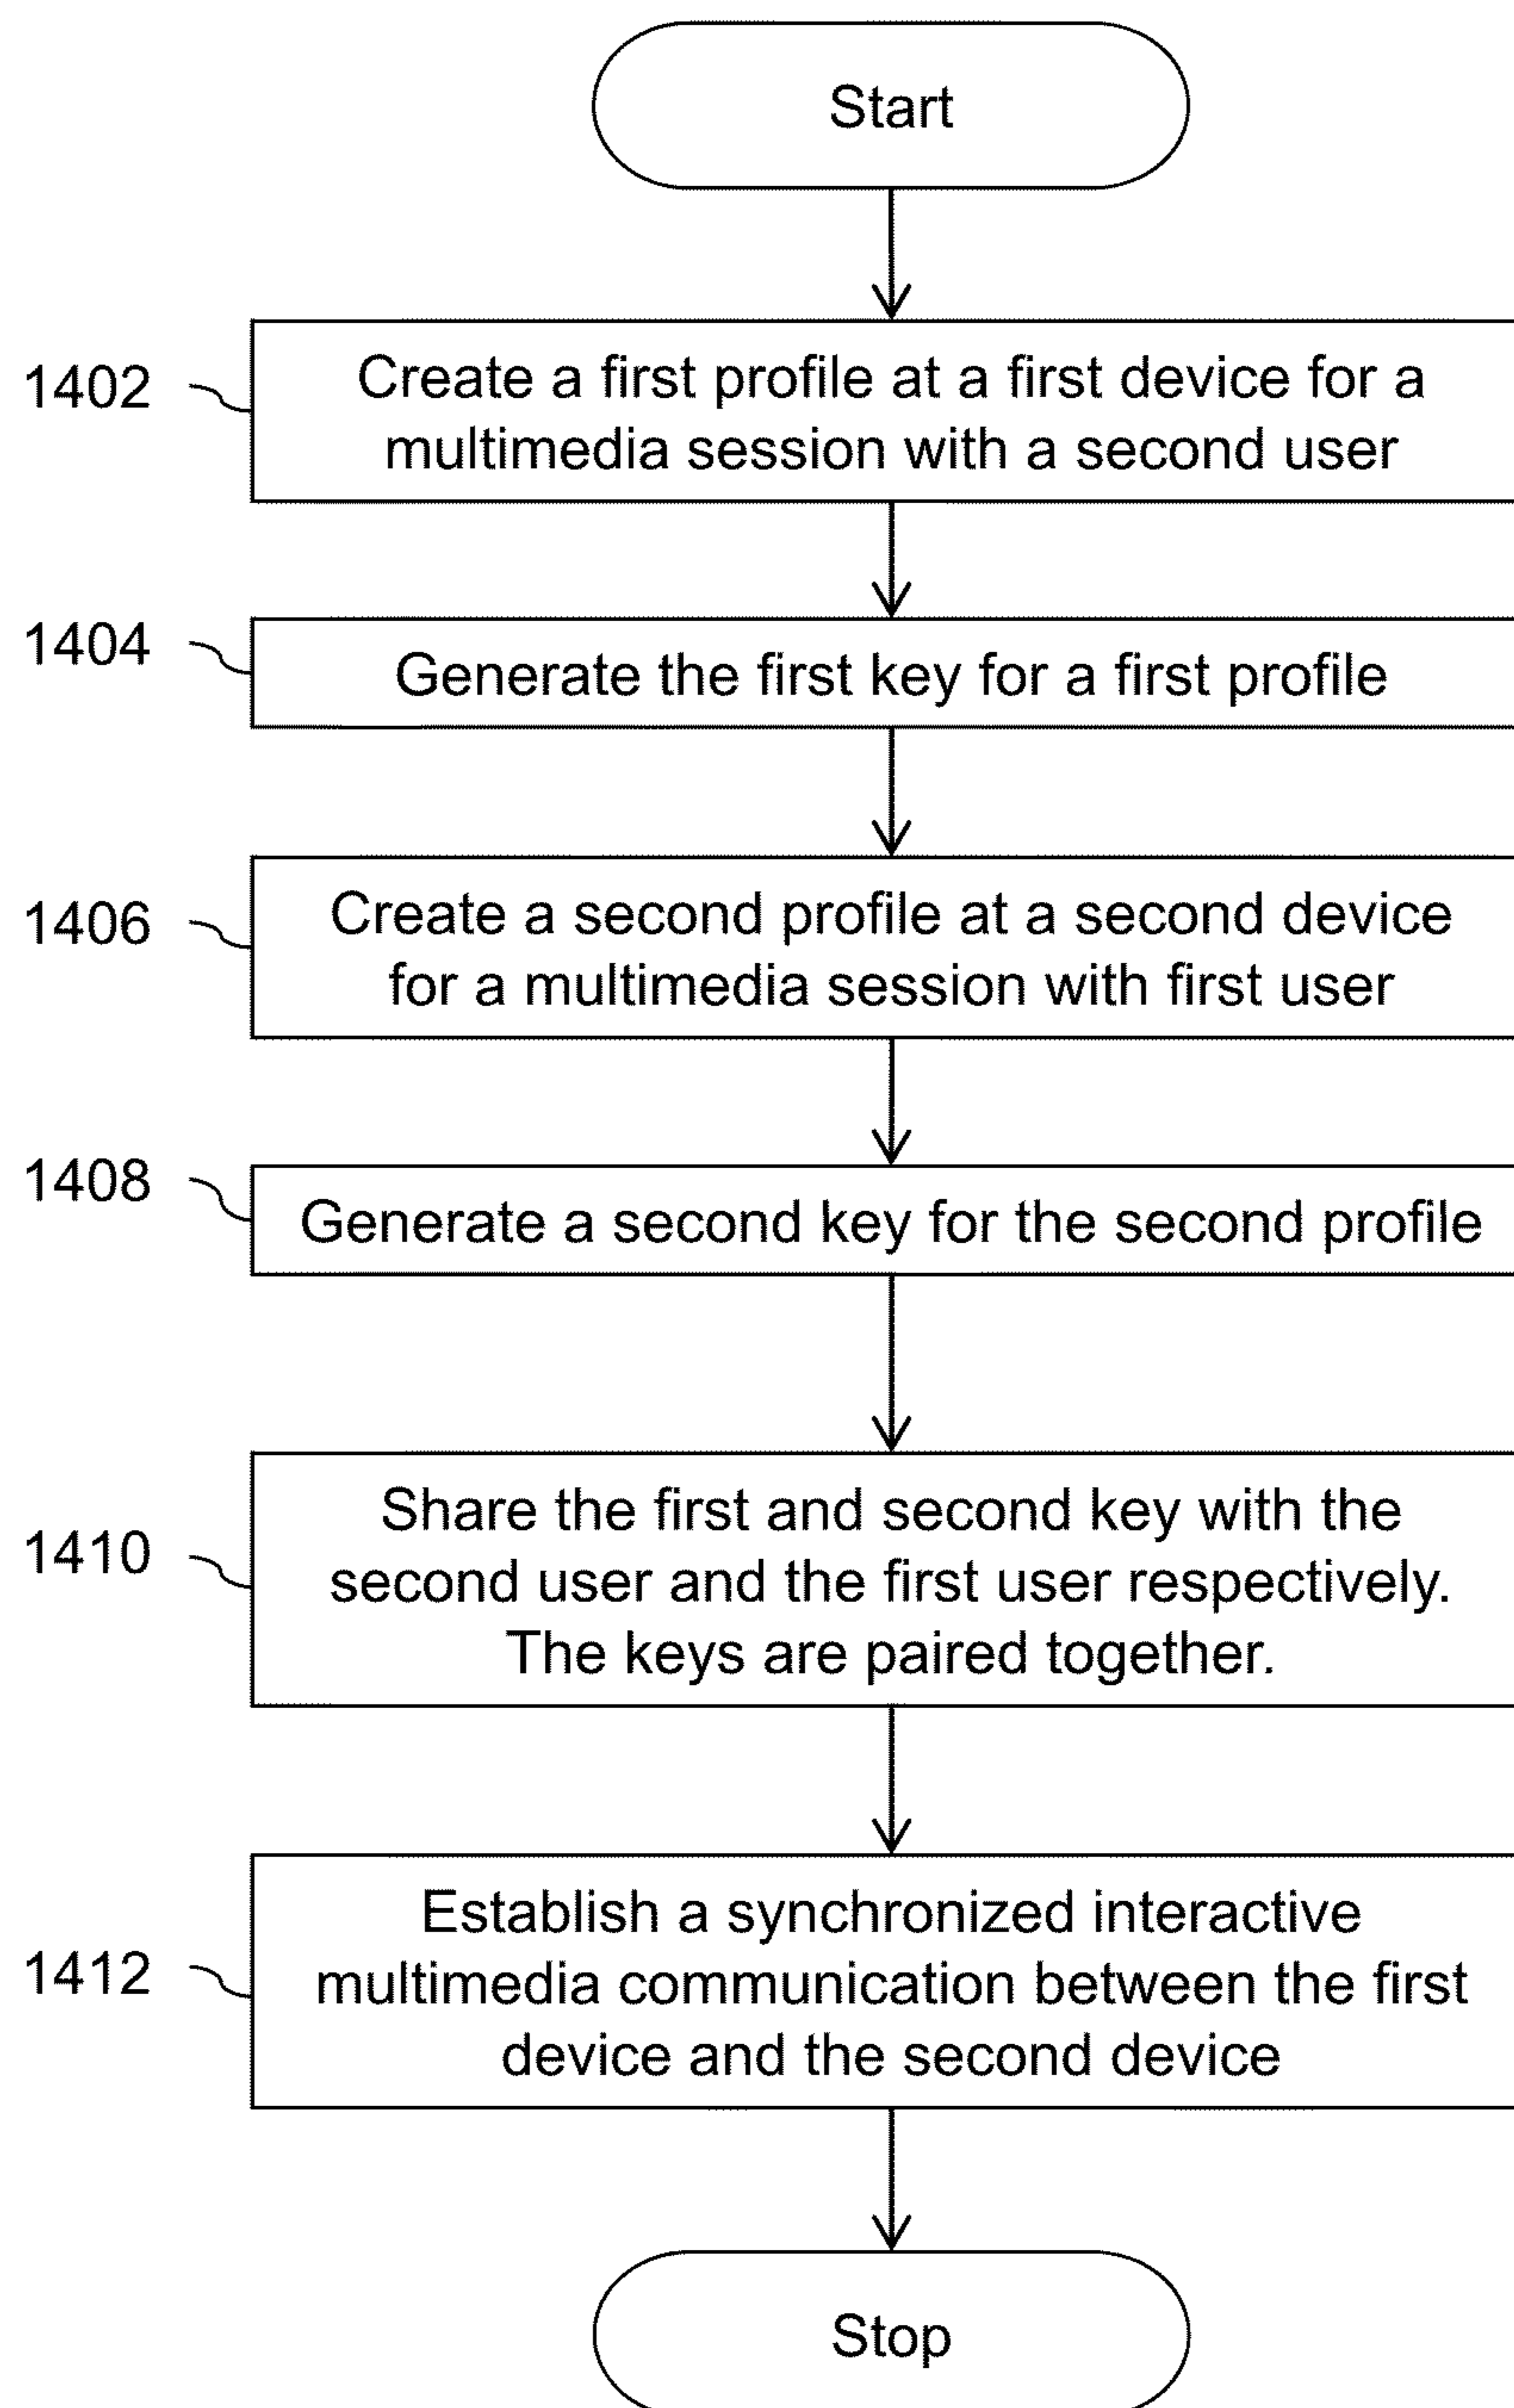 Start
1402
Create a first profile at a first device for a
multimedia session with a second user
1404
Generate the first key for a first profile
1406
Create a second profile at a second device
for a multimedia session with first user
1408
Generate a second key for the second profile
1410
Share the first and second key with the
second user and the first user respectively.
The keys are paired together.
1412
Establish a synchronized interactive
multimedia communication between the first
device and the second device
Stop